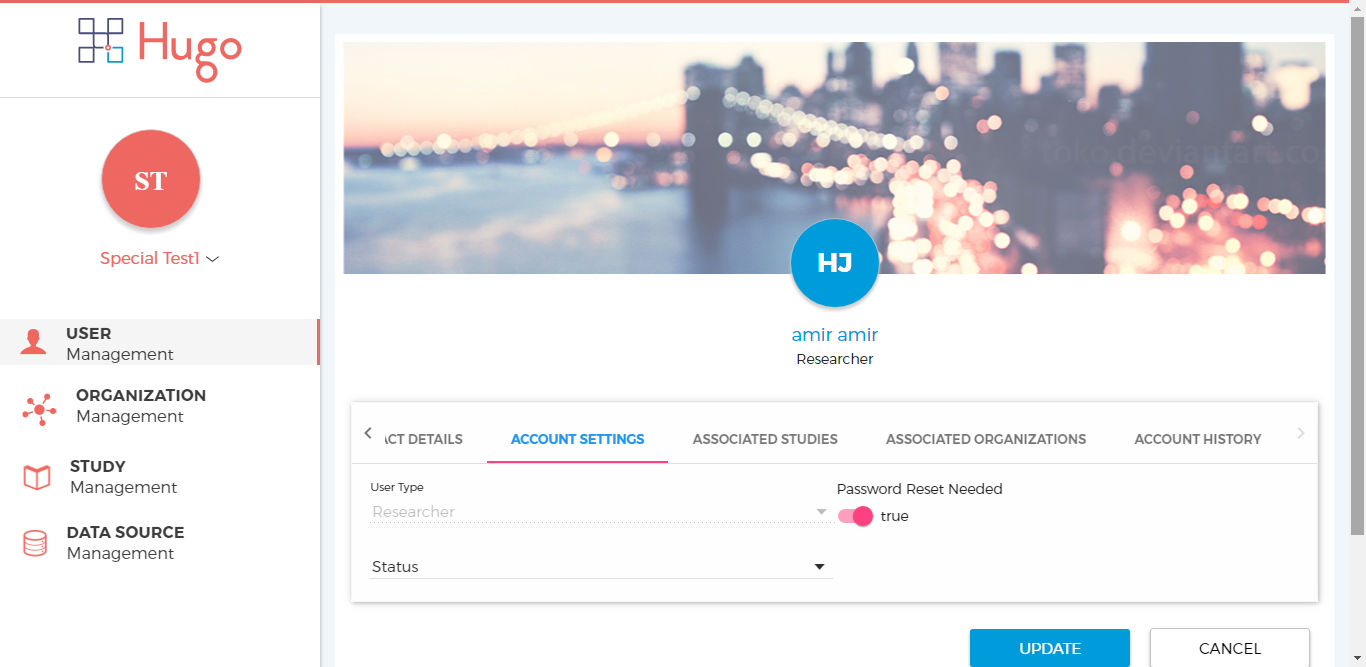 Hugo
ST
Special Test1
USER
Management
ORGANIZATION
Management
STUDY
Management
DATA SOURCE
Management
HJ
amir amir
Researcher
ACT DETAILS
ACCOUNT SETTINGS
ASSOCIATED STUDIES
ASSOCIATED ORGANIZATIONS
ACCOUNT HISTORY
User Type
Researcher
Password Reset Needed
true
Status
UPDATE
CANCEL